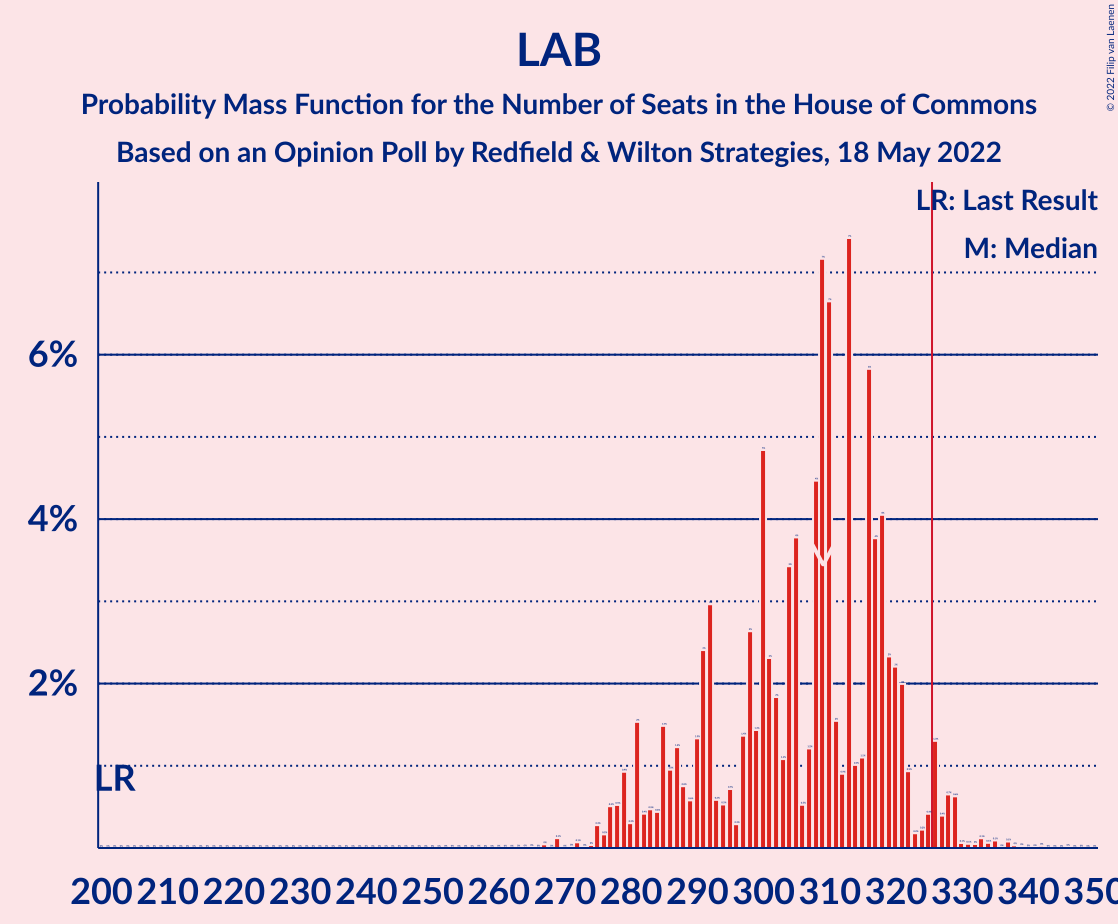 LAB
Probability Mass Function for the Number of Seats in the House of Commons
Based on an Opinion Poll by Redfield & Wilton Strategies, 18 May 2022
© 2022 Filip van Laenen
LR: Last Result
M: Median
6%
4%
2%
LR
M
200 210 220 230 240 250 260 270 280 290 300 310 320 330 340 350